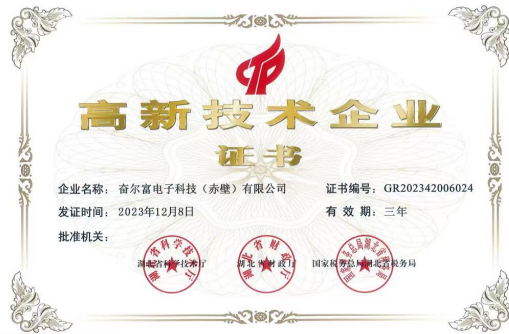 高新技术企业
证书
企业名称： 奋尔富电子科技（赤壁）有限公司 证书编号： GR202342006024
发证时间： 2023年12月8日 有 效 期： 三年
批准机关：
湖北省科学技术厅 湖北省财政厅 国家税务总局湖北省税务局